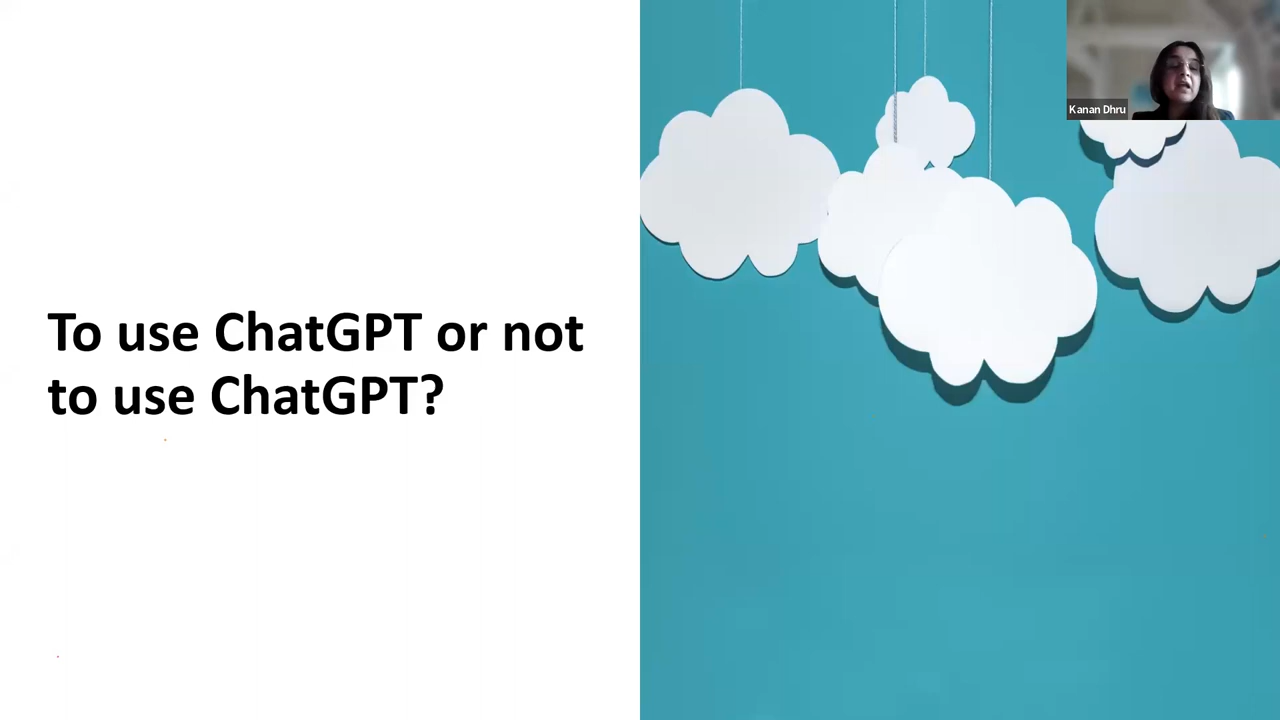 To use ChatGPT or not
to use ChatGPT?
Kanan Dhru